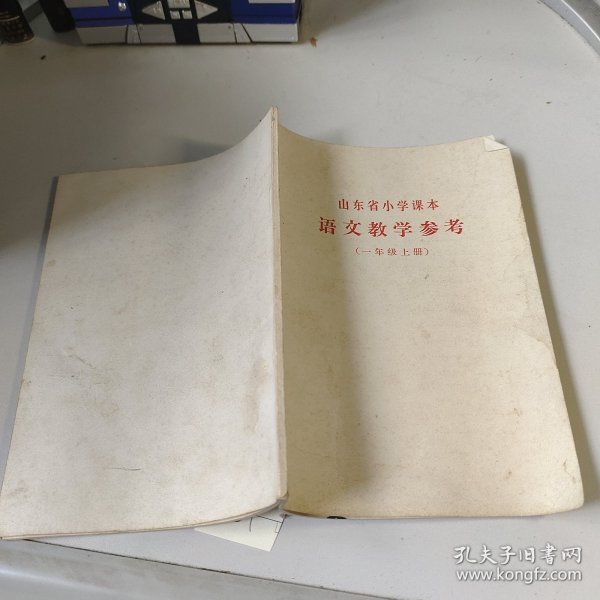 山东省小学课本
语文教学参考
（一年级上册）
孔夫子旧书网
www.kongfz.com